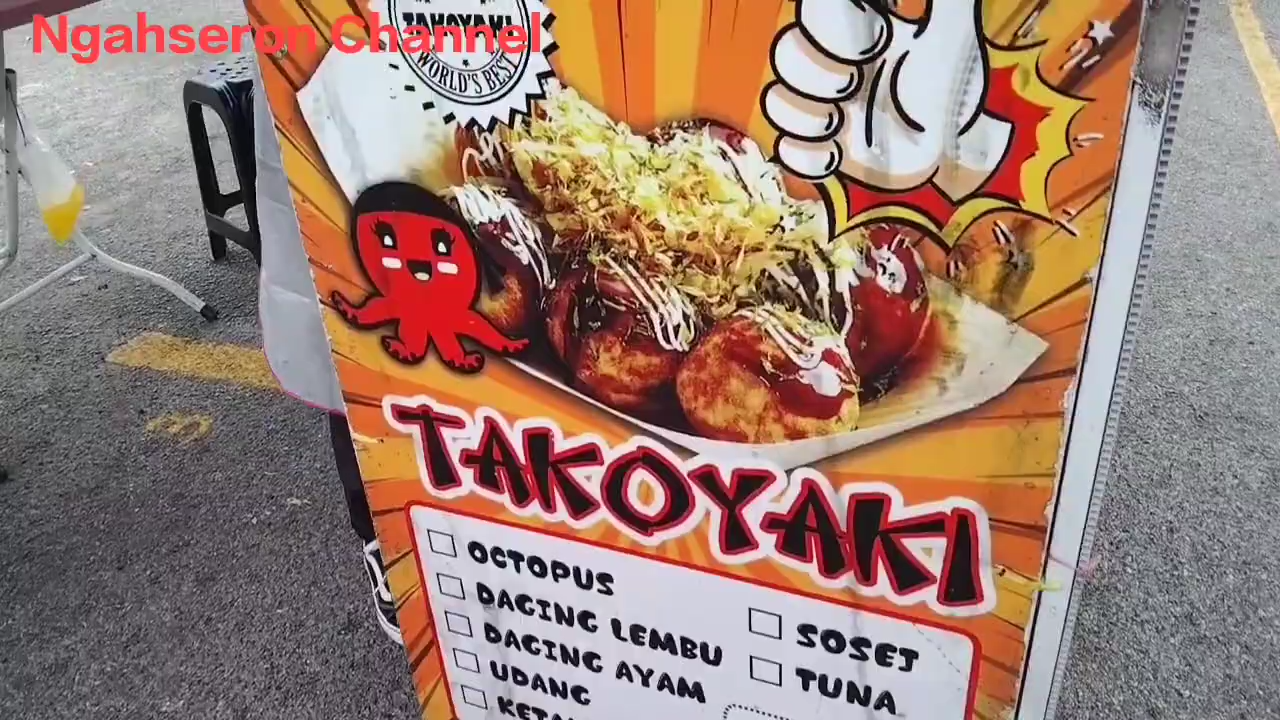 Ngahseron Channel
TAKOYAKI
WORLD'S BEST
TAKOYAKI
OCTOPUS
DAGING LEMBU
DAGING AYAM
UDANG
SOSEJ
TUNA